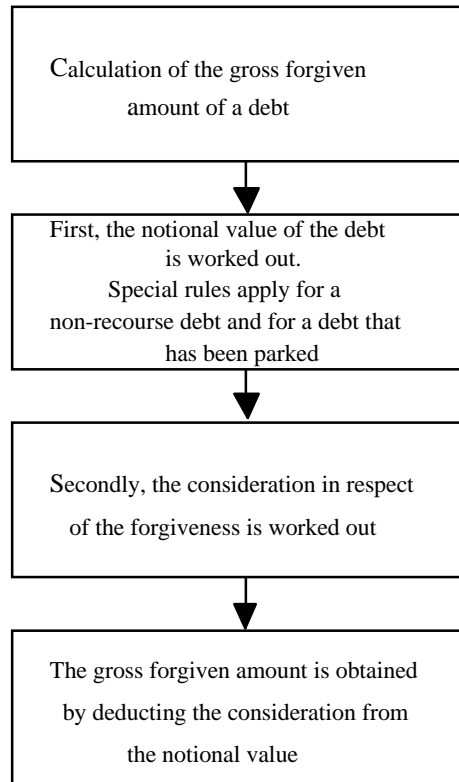 Calculation of the gross forgiven
amount of a debt
First, the notional value of the debt
is worked out.
Special rules apply for a
non-recourse debt and for a debt that
has been parked
Secondly, the consideration in respect
of the forgiveness is worked out
The gross forgiven amount is obtained
by deducting the consideration from
the notional value